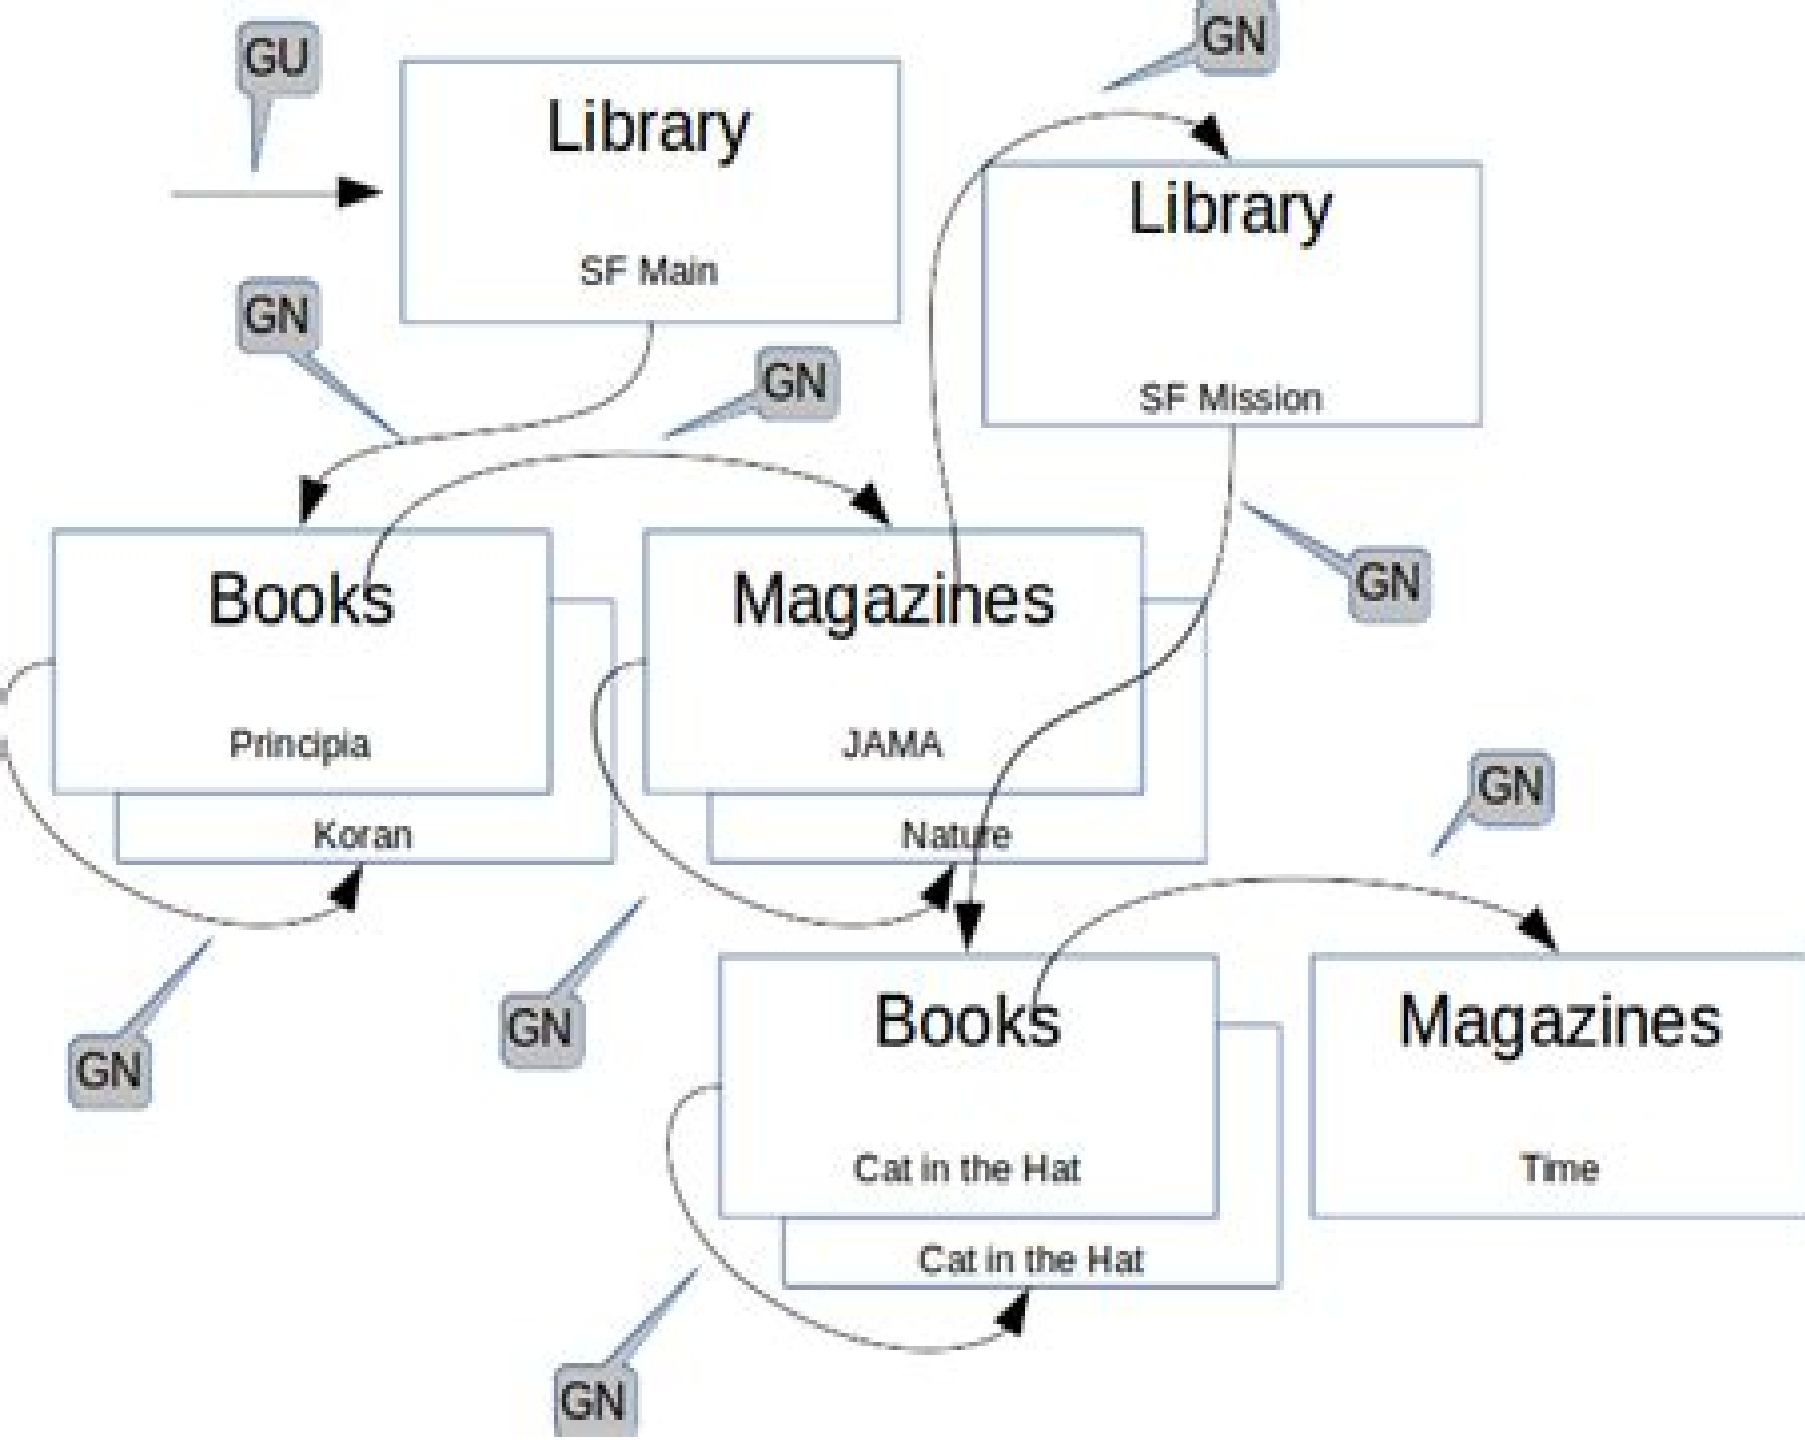 GU
GN
Library
SF Main
Library
SF Mission
GN
GN
GN
Books
Principia
Koran
Magazines
JAMA
Nature
GN
GN
GN
Books
Cat in the Hat
Cat in the Hat
Magazines
Time
GN